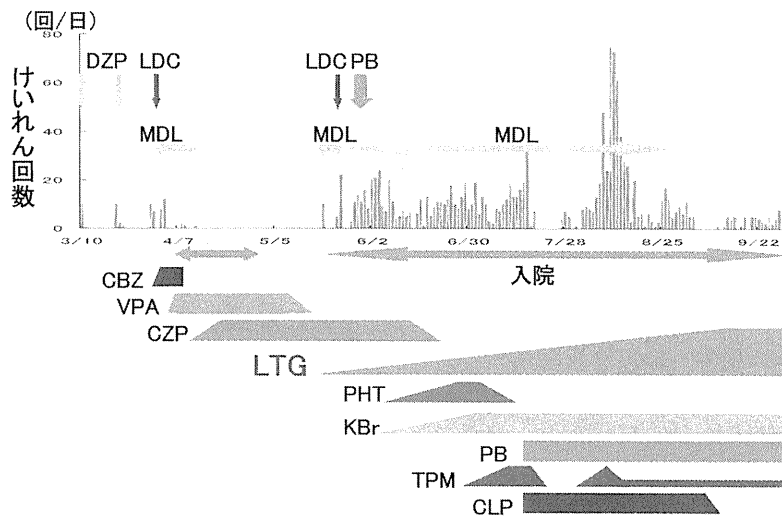 (回/日)
けいれん回数
80
60
40
20
0
DZP LDC LDC PB
MDL MDL MDL
3/10 4/7 5/5 6/2 6/30 7/28 8/25 9/22
入院
CBZ
VPA
CZP
LTG
PHT
KBr
PB
TPM
CLP